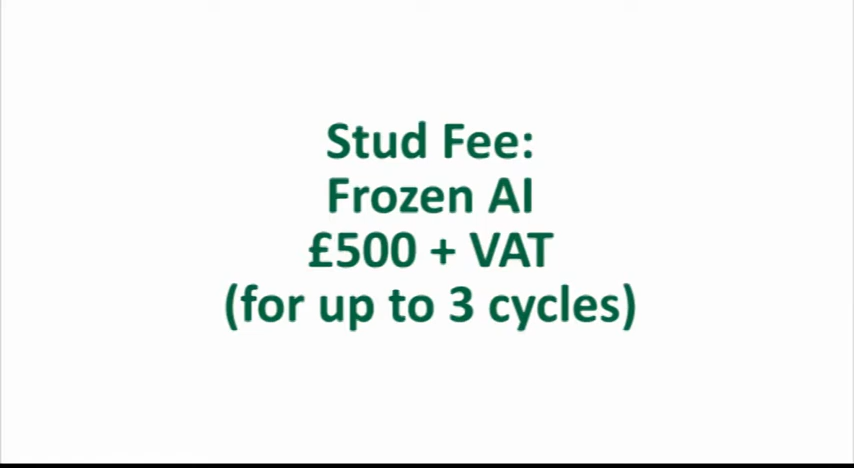 Stud Fee:
Frozen AI
£500 + VAT
(for up to 3 cycles)